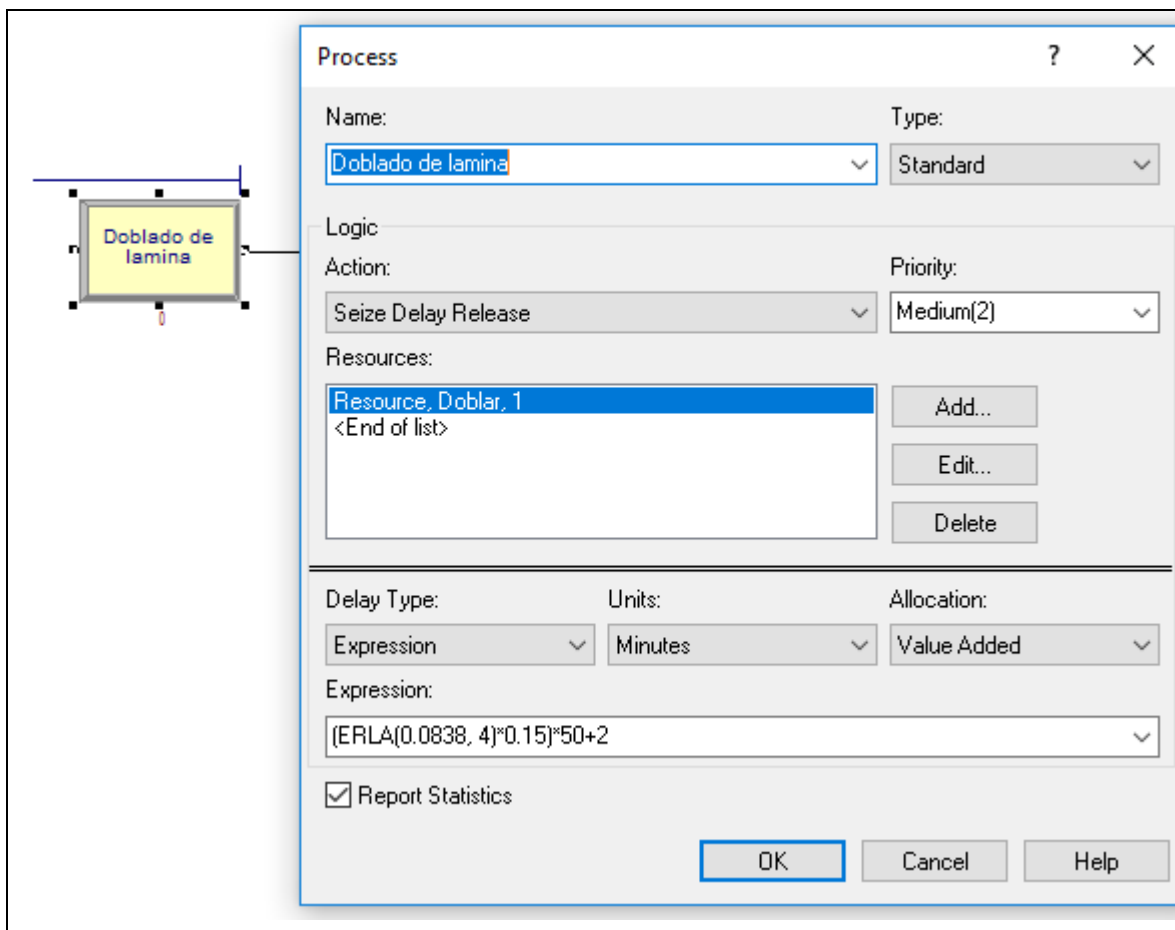 Process
?
Name:
Type:
Doblado de lamina
Standard
Doblado de
lamina
0
Logic
Action:
Priority:
Seize Delay Release
Medium(2)
Resources:
Resource, Doblar, 1
<End of list>
Add...
Edit...
Delete
Delay Type:
Units:
Allocation:
Expression
Minutes
Value Added
Expression:
(ERLA(0.0838, 4)*0.15)*50+2
Report Statistics
OK
Cancel
Help